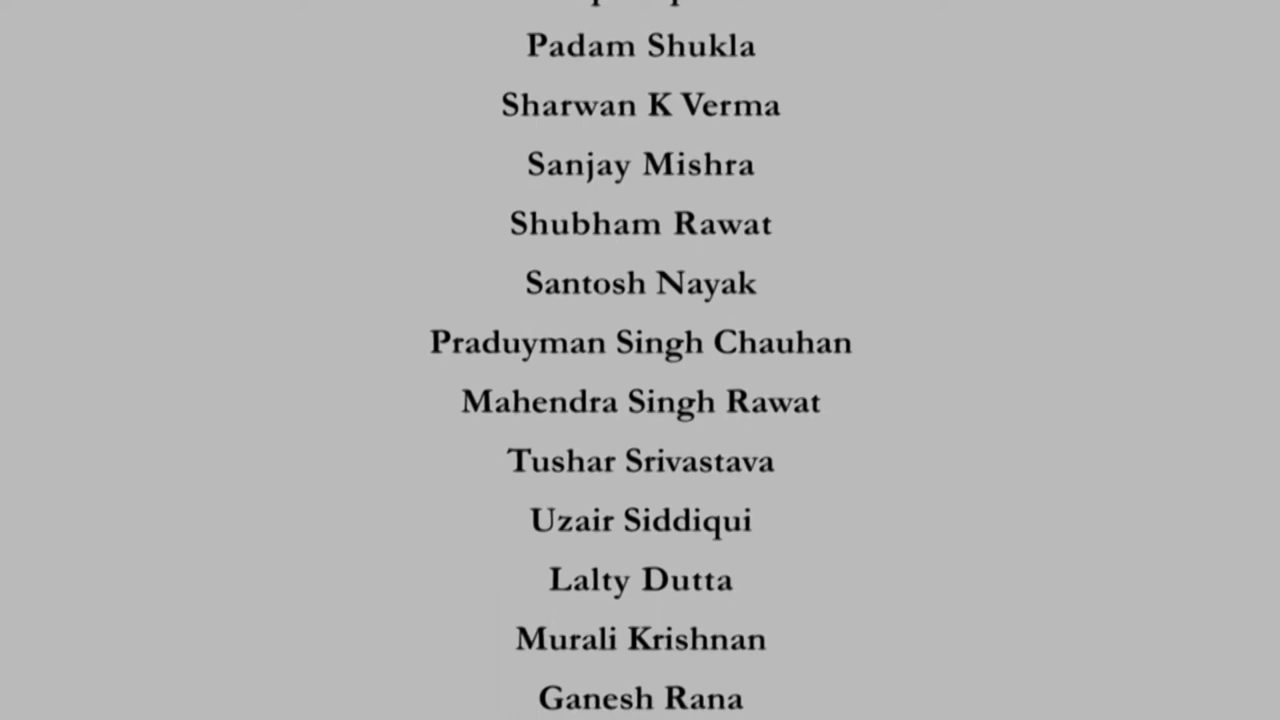 Padam Shukla
Sharwan K Verma
Sanjay Mishra
Shubham Rawat
Santosh Nayak
Praduyman Singh Chauhan
Mahendra Singh Rawat
Tushar Srivastava
Uzair Siddiqui
Lalty Dutta
Murali Krishnan
Ganesh Rana